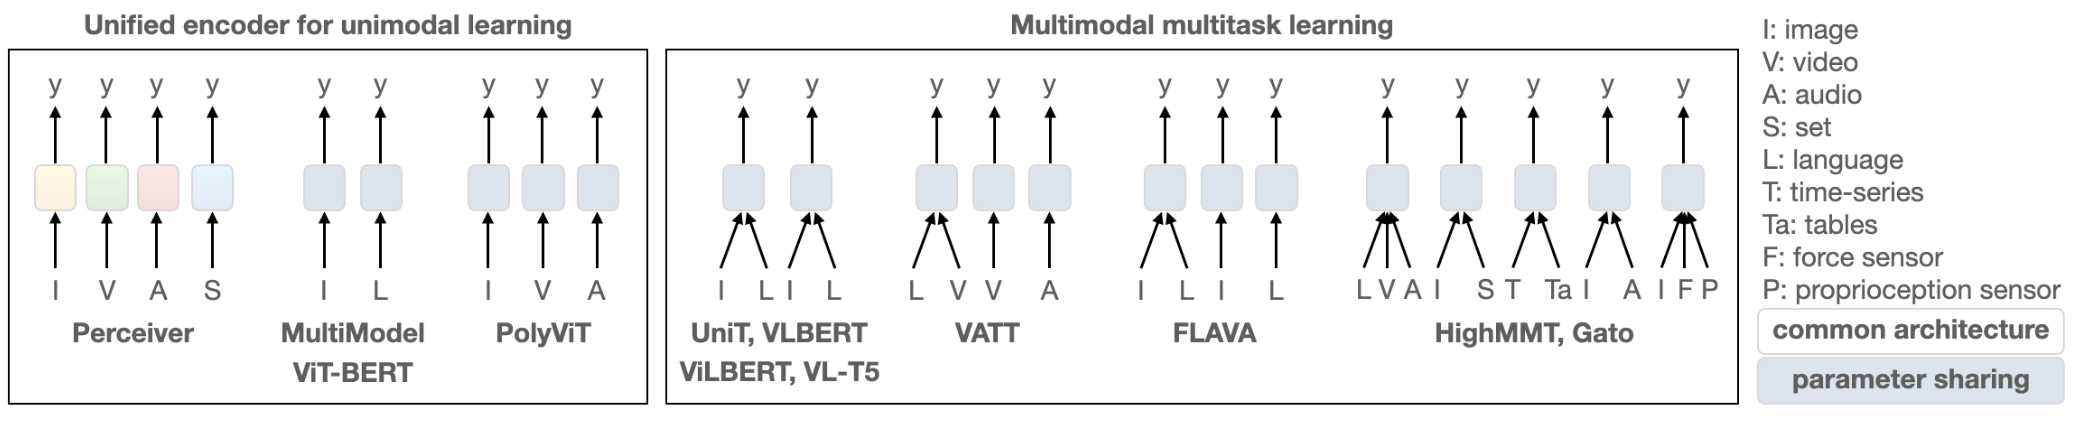 Unified encoder for unimodal learning
y y y y y y y y y
I V A S I L I V A
Perceiver MultiModel PolyViT
ViT-BERT
Multimodal multitask learning
y y y y y y y y y y y y y
I L I L L V V A I L I L L V A I S T Ta I A I F P
UniT, VLBERT VATT FLAVA HighMMT, Gato
ViLBERT, VL-T5
I: image
V: video
A: audio
S: set
L: language
T: time-series
Ta: tables
F: force sensor
P: proprioception sensor
common architecture
parameter sharing